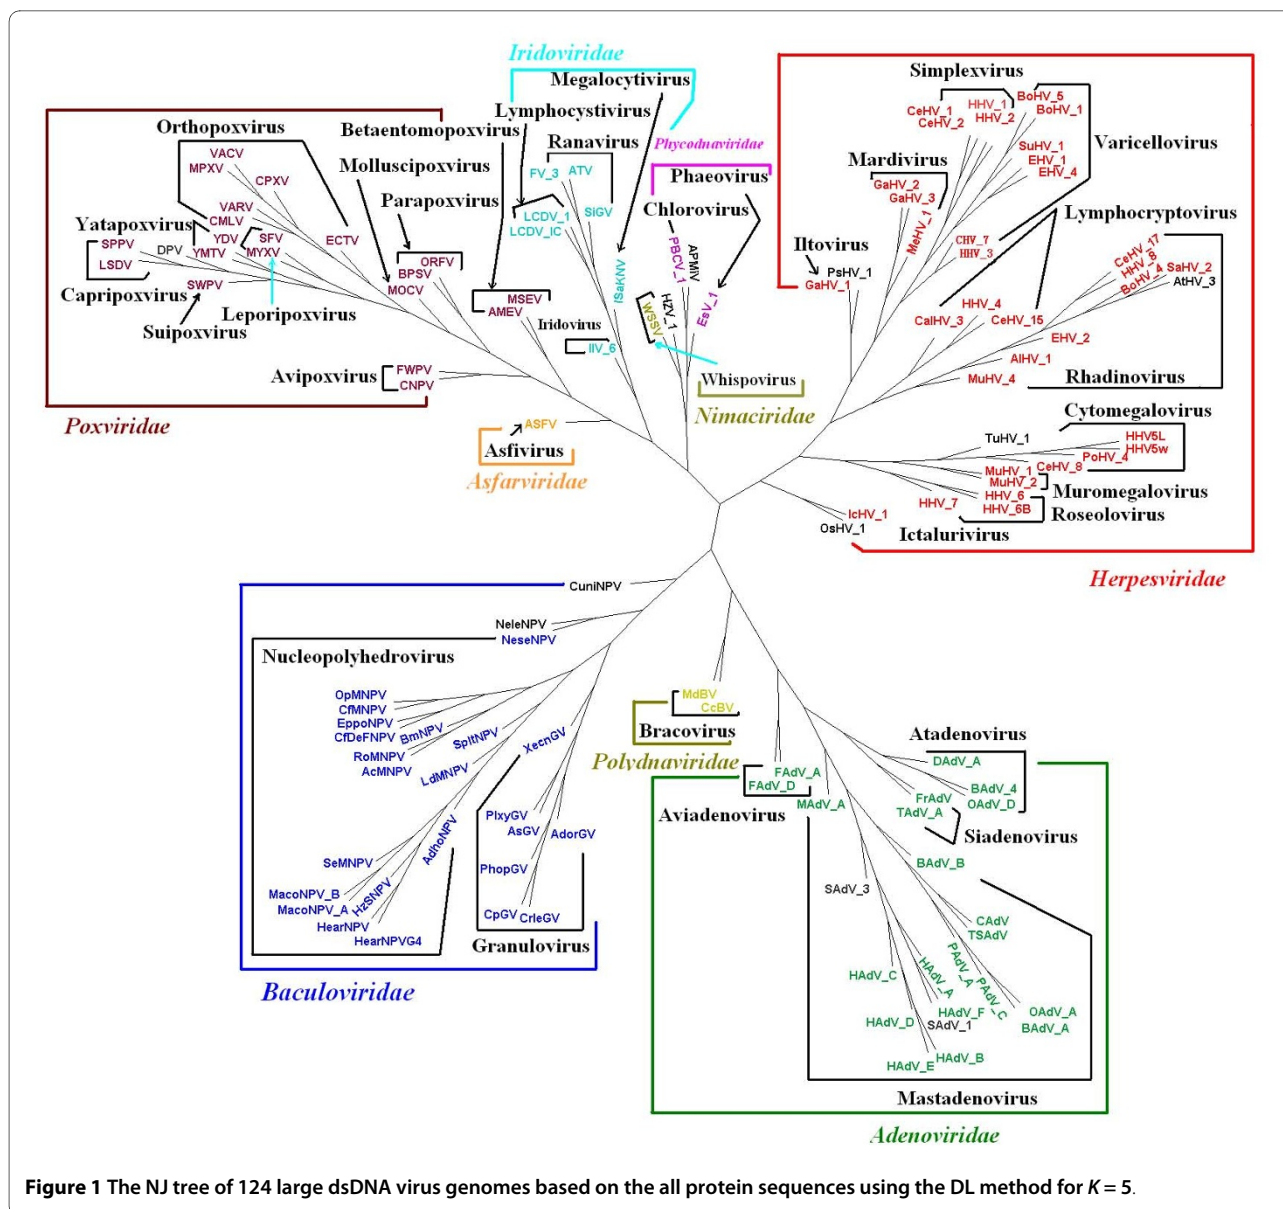 Iridoviridae
Megalocytivirus
Lymphocystivirus
Ranavirus
Phycodnaviridae
Phaeovirus
Chlorovirus
FV_3
ATV
SIGV
LCDV_1
LCDV_IC
ISaKNV
Iridovirus
IIV_6
PBCV_1
APMIV
HZV_1
EsV_1
WSSV
Whispovirus
Nimaciridae
Orthopoxvirus
Betaentomopoxvirus
Molluscipoxvirus
Parapoxvirus
VACV
MPXV
CPXV
VARV
CMLV
Yatapoxvirus
YDV
YMTV
SFV
MYXV
ECTV
SPPV
DPV
LSDV
SWPV
Capripoxvirus
Suipoxvirus
Leporipoxvirus
ORFV
BPSV
MOCV
MSEV
AMEV
Avipoxvirus
FWPV
CNPV
Poxviridae
ASFV
Asfivirus
Asfarviridae
Simplexvirus
BoHV_5
BoHV_1
CeHV_1
CeHV_2
HHV_1
HHV_2
Varicellovirus
SuHV_1
EHV_1
EHV_4
Mardivirus
GaHV_2
GaHV_3
MeHV_1
CHV_7
HHV_3
Lymphocryptovirus
Iltovirus
PsHV_1
GaHV_1
CeHV_17
HHV_8
BoHV_4
SaHV_2
AtHV_3
HHV_4
CalHV_3
CeHV_15
EHV_2
AlHV_1
MuHV_4
Rhadinovirus
Cytomegalovirus
TuHV_1
HHV5L
HHV5w
PoHV_4
CeHV_8
MuHV_1
MuHV_2
Muromegalovirus
HHV_6
HHV_7
HHV_6B
Roseolovirus
IcHV_1
OsHV_1
Ictalurivirus
Herpesviridae
CuniNPV
NeleNPV
NeseNPV
Nucleopolyhedrovirus
OpMNPV
CfMNPV
EppoNPV
CfDeFNPV
BmNPV
RoMNPV
AcMNPV
SpltNPV
LdMNPV
XecnGV
PlxyGV
AsGV
AdorGV
PhopGV
CpGV
CrleGV
AdhoNPV
SeMNPV
MacoNPV_B
MacoNPV_A
HzSNPV
HearNPV
HearNPVG4
Granulovirus
Baculoviridae
MdBV
CcBV
Bracovirus
Polydnaviridae
FAdV_A
FAdV_D
MAdV_A
Aviadenovirus
Atadenovirus
DAdV_A
BAdV_4
OAdV_D
FrAdV
TAdV_A
Siadenovirus
BAdV_B
SAdV_3
CAdV
TSAdV
PAdV_A
PAdV_C
OAdV_A
BAdV_A
HAdV_C
HAdV_A
HAdV_F
SAdV_1
HAdV_D
HAdV_B
HAdV_E
Mastadenovirus
Adenoviridae
Figure 1 The NJ tree of 124 large dsDNA virus genomes based on the all protein sequences using the DL method for K = 5.